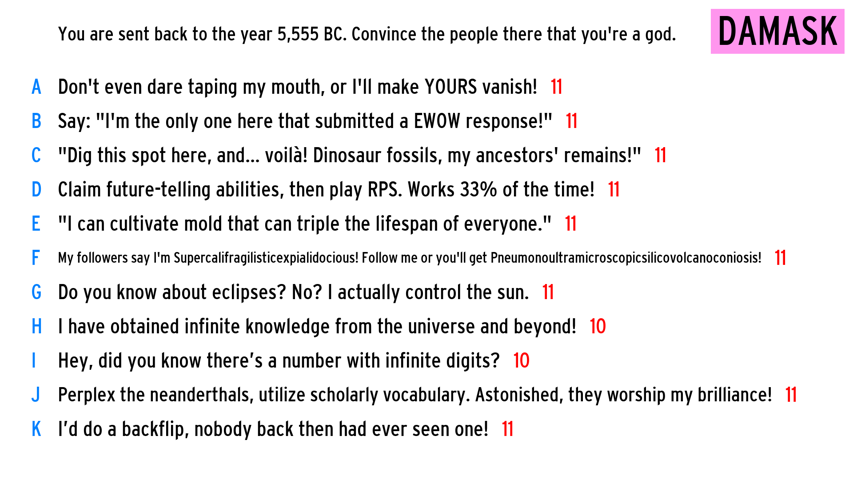 You are sent back to the year 5,555 BC. Convince the people there that you're a god.
DAMASK
A Don't even dare taping my mouth, or I'll make YOURS vanish! 11
B Say: "I'm the only one here that submitted a EWOW response!" 11
C "Dig this spot here, and... voilà! Dinosaur fossils, my ancestors' remains!" 11
D Claim future-telling abilities, then play RPS. Works 33% of the time! 11
E "I can cultivate mold that can triple the lifespan of everyone." 11
F My followers say I'm Supercalifragilisticexpialidocious! Follow me or you'll get Pneumonoultramicroscopicsilicovolcanoconiosis! 11
G Do you know about eclipses? No? I actually control the sun. 11
H I have obtained infinite knowledge from the universe and beyond! 10
I Hey, did you know there’s a number with infinite digits? 10
J Perplex the neanderthals, utilize scholarly vocabulary. Astonished, they worship my brilliance! 11
K I’d do a backflip, nobody back then had ever seen one! 11